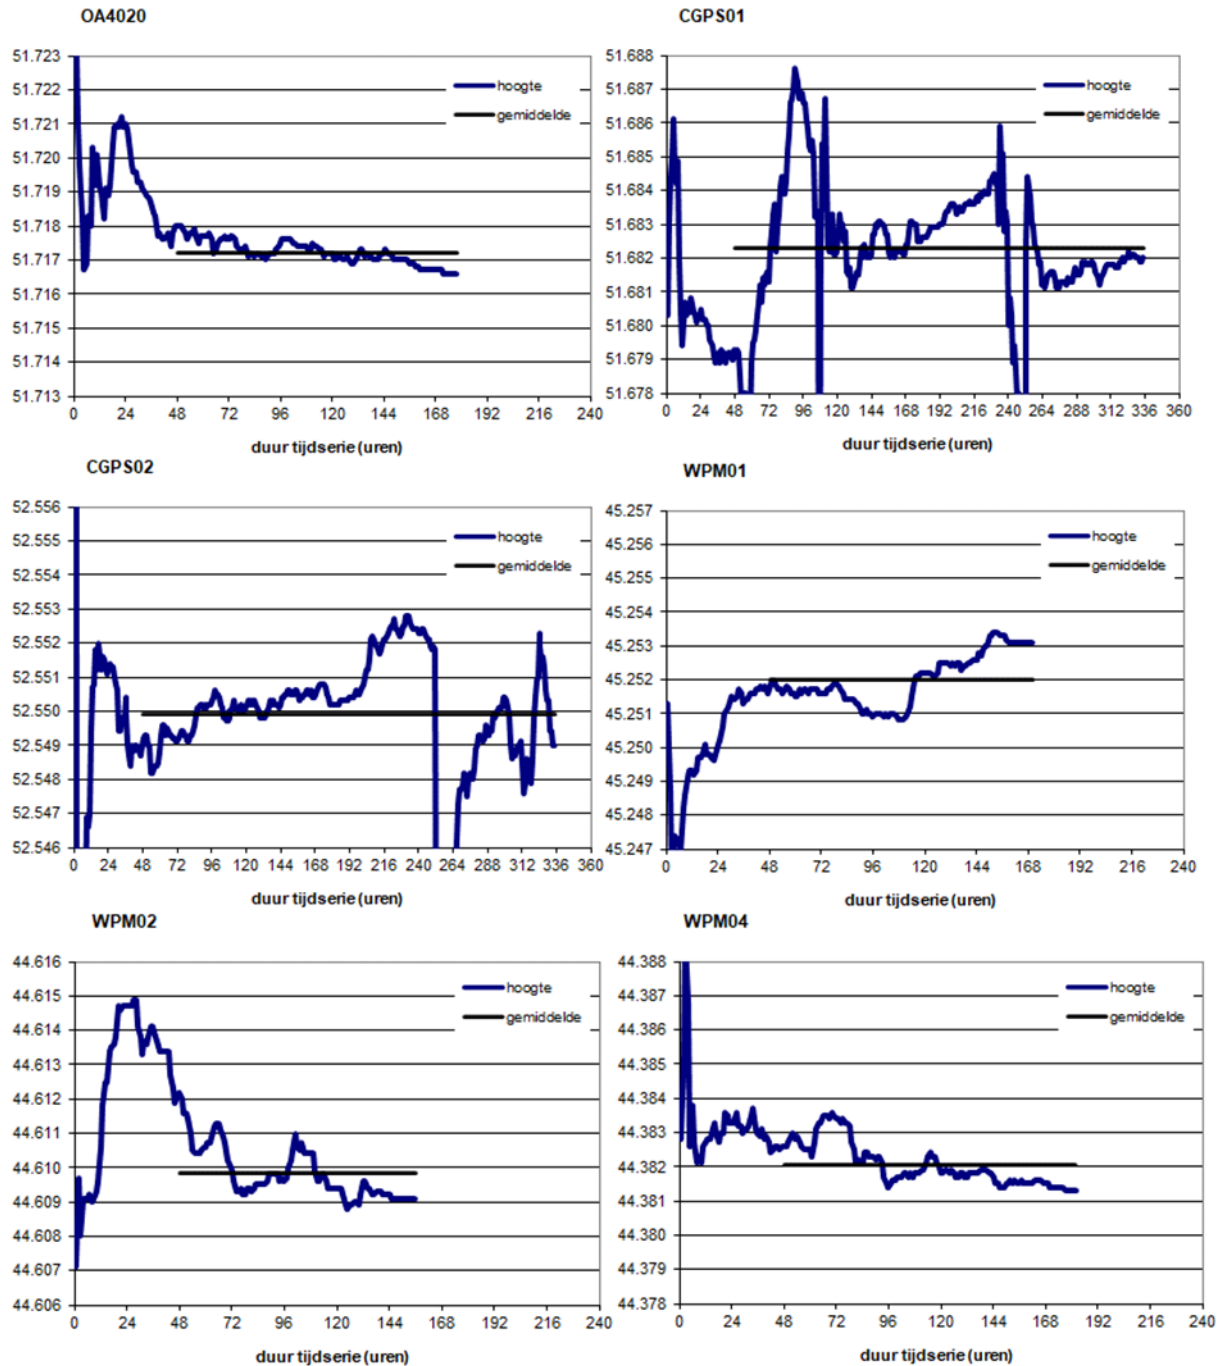 OA4020
51.723
51.722
51.721
51.720
51.719
51.718
51.717
51.716
51.715
51.714
51.713
hoogte
gemiddelde
0 24 48 72 96 120 144 168 192 216 240
duur tijdserie (uren)
CGPS01
51.688
51.687
51.686
51.685
51.684
51.683
51.682
51.681
51.680
51.679
51.678
hoogte
gemiddelde
0 24 48 72 96 120 144 168 192 216 240 264 288 312 336 360
duur tijdserie (uren)
CGPS02
52.556
52.555
52.554
52.553
52.552
52.551
52.550
52.549
52.548
52.547
52.546
hoogte
gemiddelde
0 24 48 72 96 120 144 168 192 216 240 264 288 312 336 360
duur tijdserie (uren)
WPM01
45.257
45.256
45.255
45.254
45.253
45.252
45.251
45.250
45.249
45.248
45.247
hoogte
gemiddelde
0 24 48 72 96 120 144 168 192 216 240
duur tijdserie (uren)
WPM02
44.616
44.615
44.614
44.613
44.612
44.611
44.610
44.609
44.608
44.607
44.606
hoogte
gemiddelde
0 24 48 72 96 120 144 168 192 216 240
duur tijdserie (uren)
WPM04
44.388
44.387
44.386
44.385
44.384
44.383
44.382
44.381
44.380
44.379
44.378
hoogte
gemiddelde
0 24 48 72 96 120 144 168 192 216 240
duur tijdserie (uren)